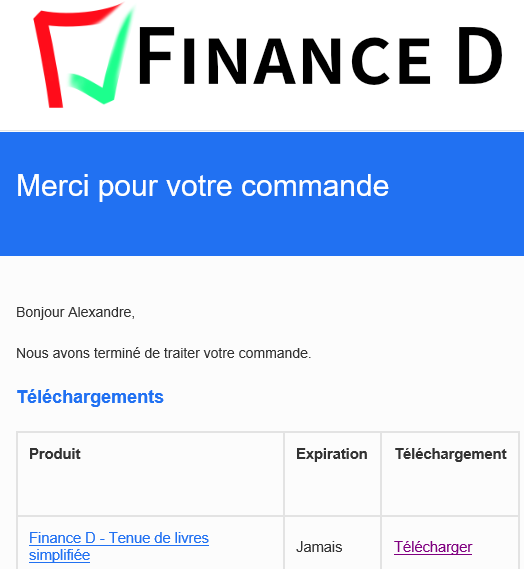 FINANCE D
Merci pour votre commande
Bonjour Alexandre,
Nous avons terminé de traiter votre commande.
Téléchargements
Produit Expiration Téléchargement
Finance D - Tenue de livres
simplifiée
Jamais Télécharger